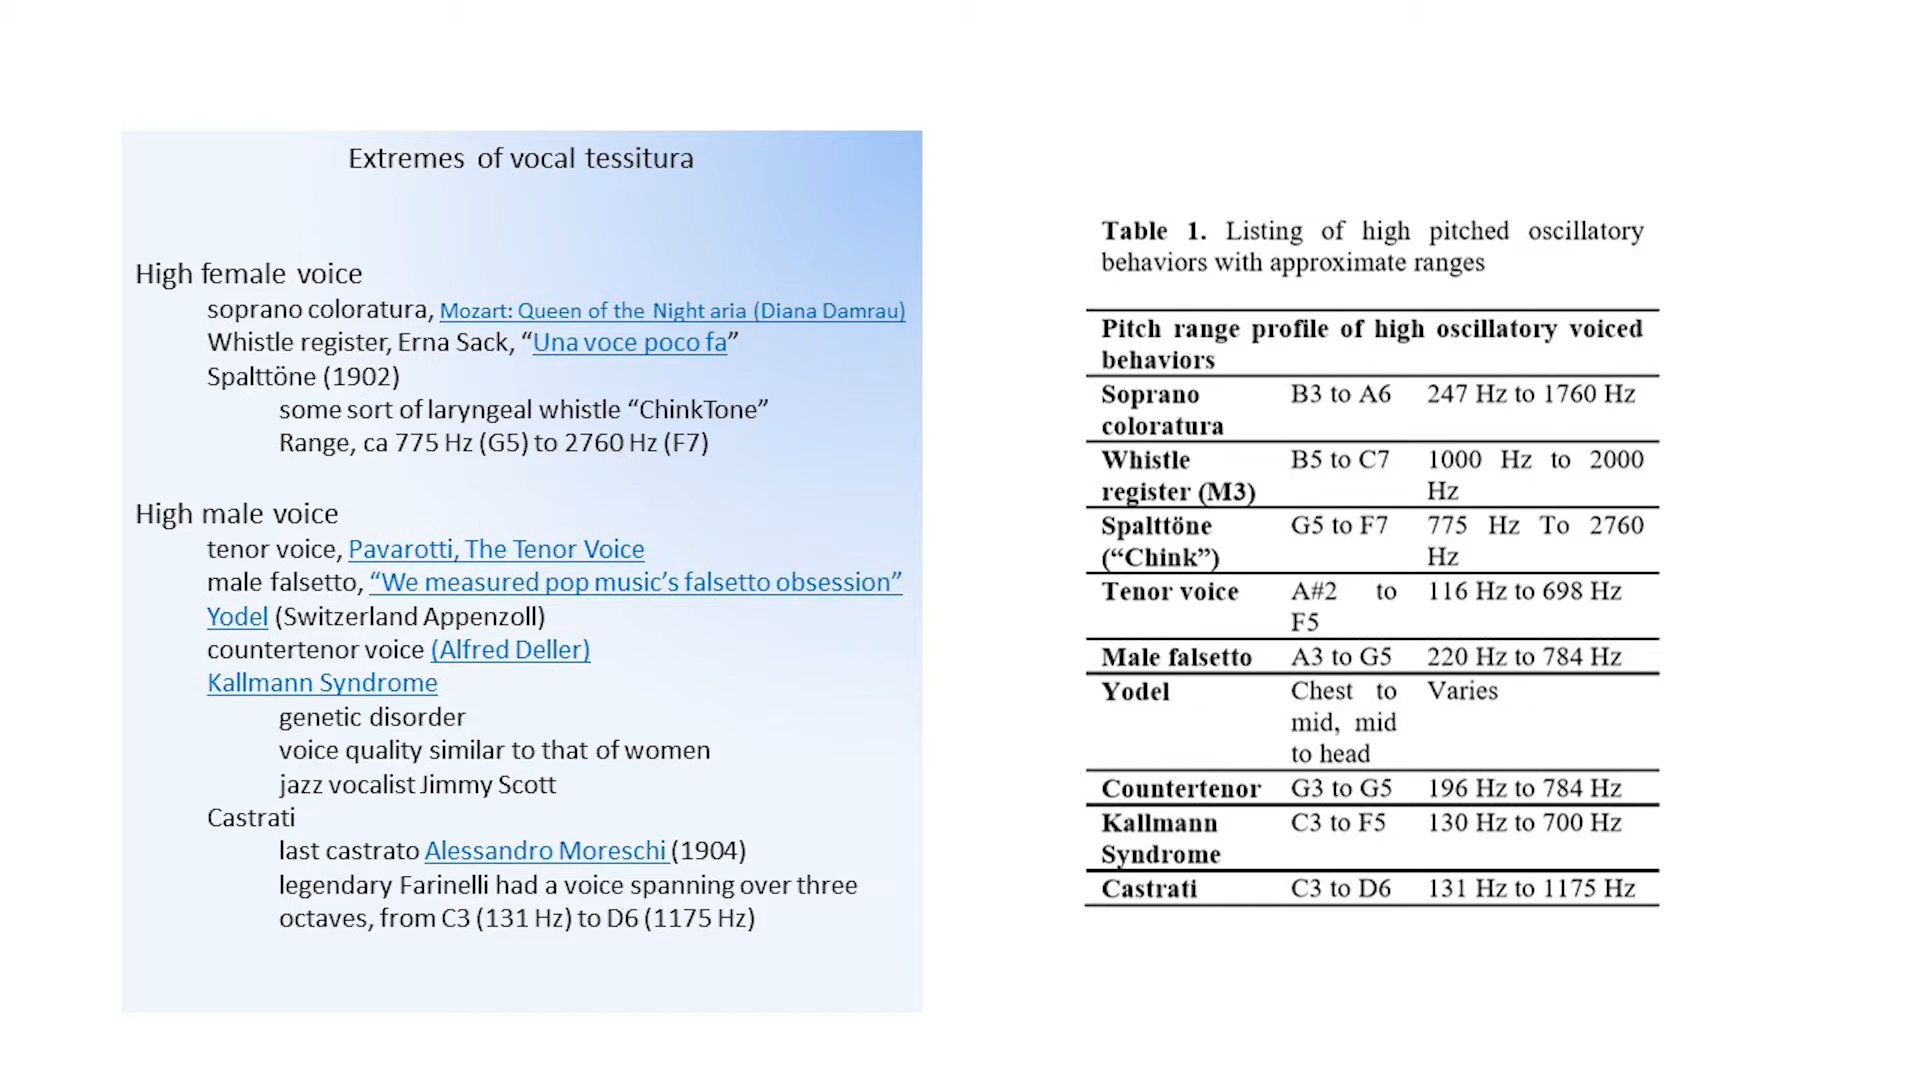 Extremes of vocal tessitura
High female voice
soprano coloratura, Mozart: Queen of the Night aria (Diana Damrau)
Whistle register, Erna Sack, “Una voce poco fa”
Spalttöne (1902)
some sort of laryngeal whistle “ChinkTone”
Range, ca 775 Hz (G5) to 2760 Hz (F7)
High male voice
tenor voice, Pavarotti, The Tenor Voice
male falsetto, “We measured pop music’s falsetto obsession”
Yodel (Switzerland Appenzoll)
countertenor voice (Alfred Deller)
Kallmann Syndrome
genetic disorder
voice quality similar to that of women
jazz vocalist Jimmy Scott
Castrati
last castrato Alessandro Moreschi (1904)
legendary Farinelli had a voice spanning over three
octaves, from C3 (131 Hz) to D6 (1175 Hz)
Table 1. Listing of high pitched oscillatory
behaviors with approximate ranges
Pitch range profile of high oscillatory voiced
behaviors
Soprano B3 to A6 247 Hz to 1760 Hz
coloratura
Whistle B5 to C7 1000 Hz to 2000
register (M3) Hz
Spalttöne G5 to F7 775 Hz To 2760
(“Chink”) Hz
Tenor voice A#2 to 116 Hz to 698 Hz
F5
Male falsetto A3 to G5 220 Hz to 784 Hz
Yodel Chest to Varies
mid, mid
to head
Countertenor G3 to G5 196 Hz to 784 Hz
Kallmann C3 to F5 130 Hz to 700 Hz
Syndrome
Castrati C3 to D6 131 Hz to 1175 Hz